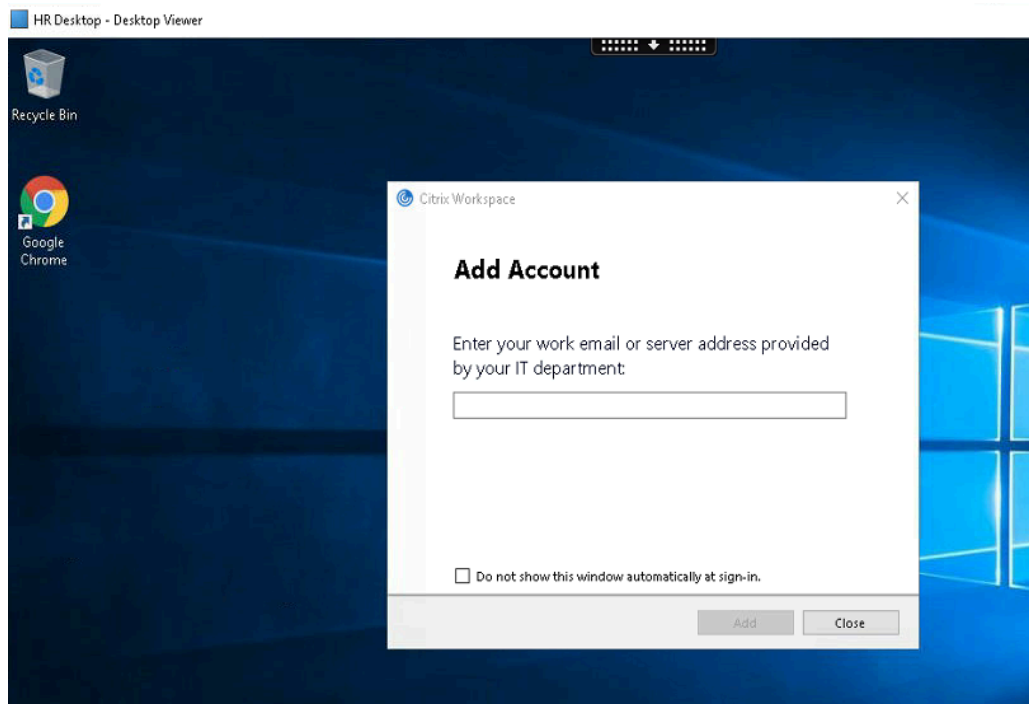 HR Desktop - Desktop Viewer
Recycle Bin
Google
Chrome
Citrix Workspace
Add Account
Enter your work email or server address provided
by your IT department:
Do not show this window automatically at sign-in.
Add
Close